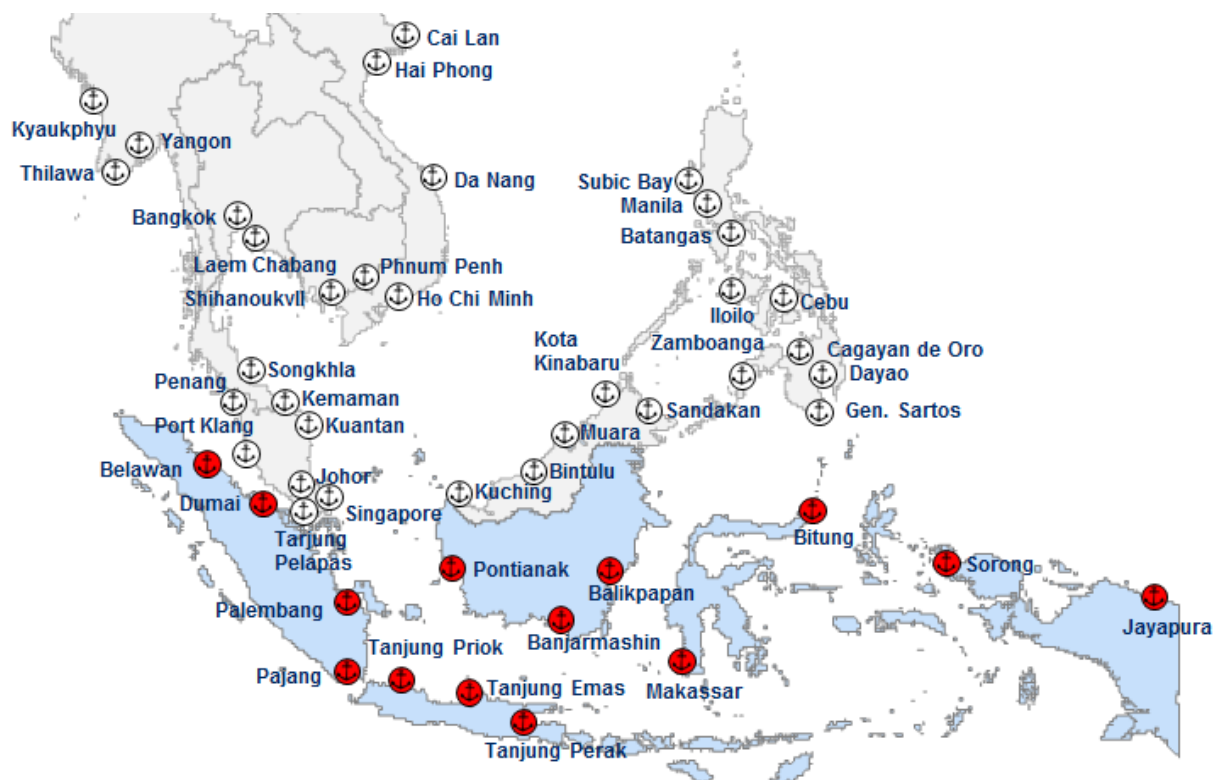 Cai Lan
Hai Phong
Kyaukphyu
Yangon
Thilawa
Da Nang
Subic Bay
Manila
Bangkok
Batangas
Laem Chabang
Phnum Penh
Shihanoukvll
Ho Chi Minh
Iloilo
Cebu
Kota
Kinabaru
Zamboanga
Cagayan de Oro
Songkhla
Dayao
Penang
Kemaman
Sandakan
Gen. Sartos
Port Klang
Kuantan
Muara
Belawan
Johor
Bintulu
Kuching
Dumai
Singapore
Tarjung
Pelapas
Bitung
Sorong
Pontianak
Balikpapan
Palembang
Banjarmashin
Jayapura
Tanjung Priok
Pajang
Tanjung Emas
Makassar
Tanjung Perak